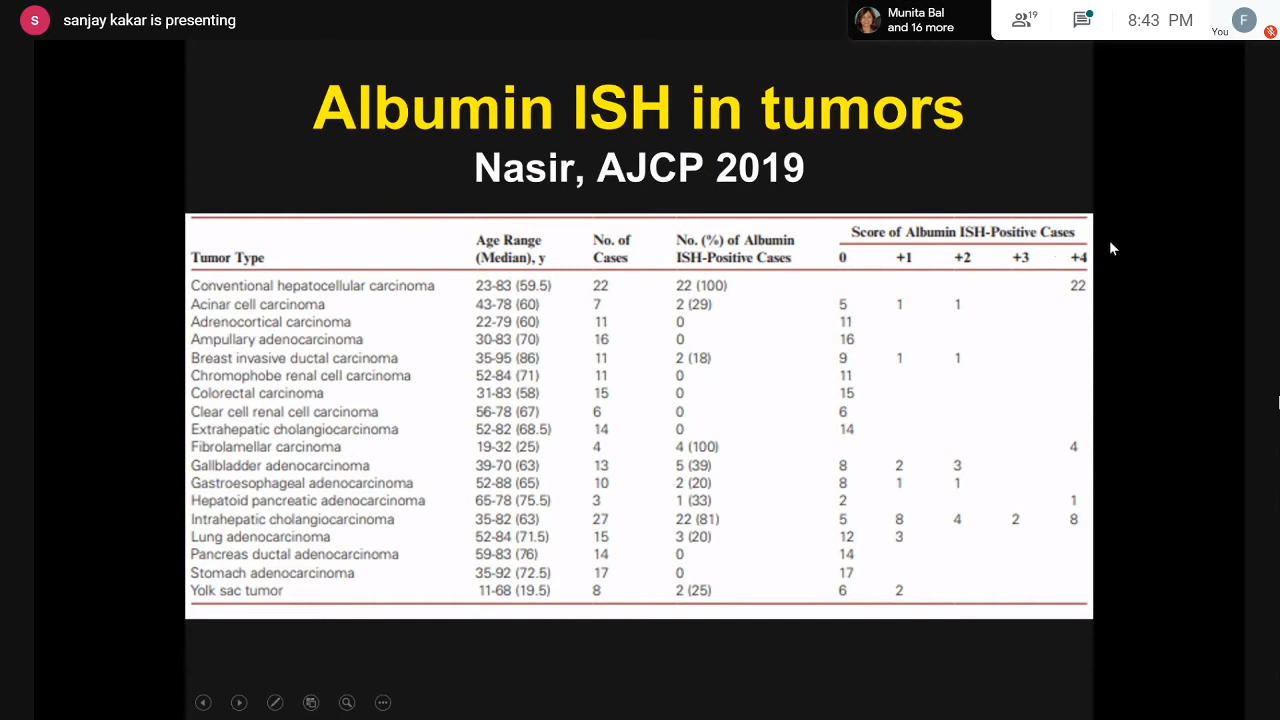 S sanjay kakar is presenting
Munita Bal
and 16 more
19
8:43 PM
You
F
Albumin ISH in tumors
Nasir, AJCP 2019
Tumor Type Age Range (Median), y No. of Cases No. (%) of Albumin ISH-Positive Cases Score of Albumin ISH-Positive Cases
0 +1 +2 +3 +4
Conventional hepatocellular carcinoma 23-83 (59.5) 22 22 (100) 22
Acinar cell carcinoma 43-78 (60) 7 2 (29) 5 1 1
Adrenocortical carcinoma 22-79 (60) 11 0 11
Ampullary adenocarcinoma 30-83 (70) 16 0 16
Breast invasive ductal carcinoma 35-95 (86) 11 2 (18) 9 1 1
Chromophobe renal cell carcinoma 52-84 (71) 11 0 11
Colorectal carcinoma 31-83 (58) 15 0 15
Clear cell renal cell carcinoma 56-78 (67) 6 0 6
Extrahepatic cholangiocarcinoma 52-82 (68.5) 14 0 14
Fibrolamellar carcinoma 19-32 (25) 4 4 (100) 4
Gallbladder adenocarcinoma 39-70 (63) 13 5 (39) 8 2 3
Gastroesophageal adenocarcinoma 52-88 (65) 10 2 (20) 8 1 1
Hepatoid pancreatic adenocarcinoma 65-78 (75.5) 3 1 (33) 2 1
Intrahepatic cholangiocarcinoma 35-82 (63) 27 22 (81) 5 8 4 2 8
Lung adenocarcinoma 52-84 (71.5) 15 3 (20) 12 3
Pancreas ductal adenocarcinoma 59-83 (76) 14 0 14
Stomach adenocarcinoma 35-92 (72.5) 17 0 17
Yolk sac tumor 11-68 (19.5) 8 2 (25) 6 2